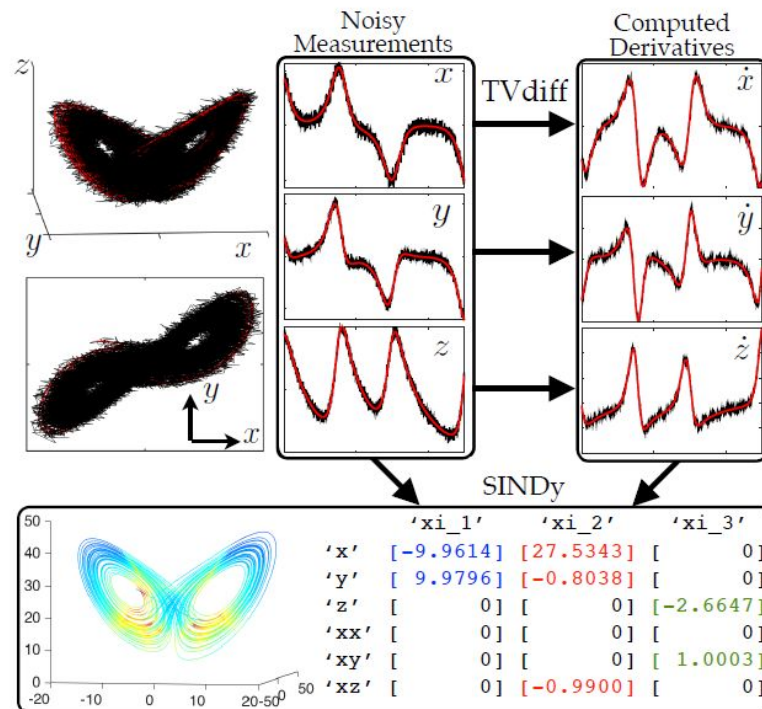 Noisy
Measurements
Computed
Derivatives
z
y
x
x
TVdiff
ẋ
y
ẏ
z
ż
y
x
SINDy
50
40
30
20
10
0
-20
-10
0
10
20
-50
0
50
‘xi_1’ ‘xi_2’ ‘xi_3’
‘x’ [-9.9614] [27.5343] [ 0]
‘y’ [ 9.9796] [-0.8038] [ 0]
‘z’ [ 0] [ 0] [-2.6647]
‘xx’ [ 0] [ 0] [ 0]
‘xy’ [ 0] [ 0] [ 1.0003]
‘xz’ [ 0] [-0.9900] [ 0]